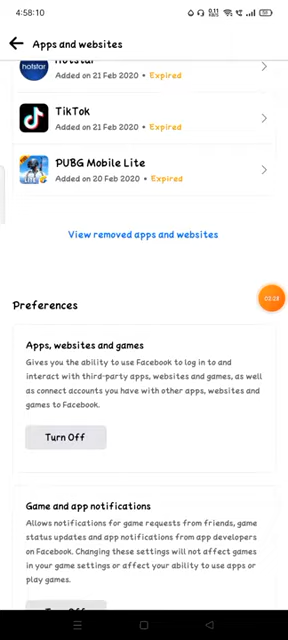 4:58:10
Apps and websites
hotstar
Hotstar
Added on 21 Feb 2020 • Expired
TikTok
Added on 21 Feb 2020 • Expired
PUBG Mobile Lite
Added on 20 Feb 2020 • Expired
View removed apps and websites
Preferences
Apps, websites and games
Gives you the ability to use Facebook to log in to and
interact with third-party apps, websites and games, as well
as connect accounts you have with other apps, websites and
games to Facebook.
Turn Off
Game and app notifications
Allows notifications for game requests from friends, game
status updates and app notifications from app developers
on Facebook. Changing these settings will not affect games
in your game settings or affect your ability to use apps or
play games.
Turn Off